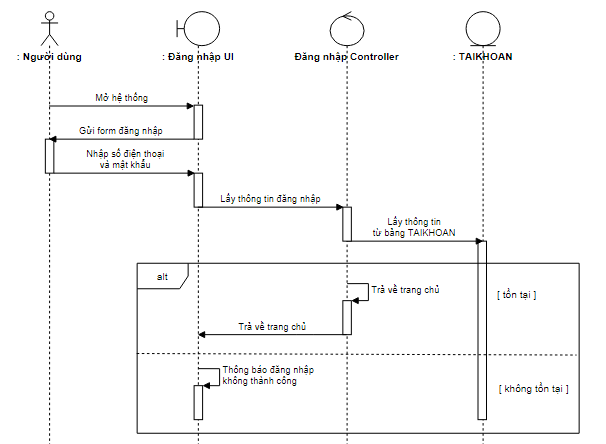 : Người dùng
: Đăng nhập UI
Đăng nhập Controller
: TAIKHOAN
Mở hệ thống
Gửi form đăng nhập
Nhập số điện thoại
và mật khẩu
Lấy thông tin đăng nhập
Lấy thông tin
từ bảng TAIKHOAN
alt
Trả về trang chủ
[ tồn tại ]
Trả về trang chủ
Thông báo đăng nhập
không thành công
[ không tồn tại ]